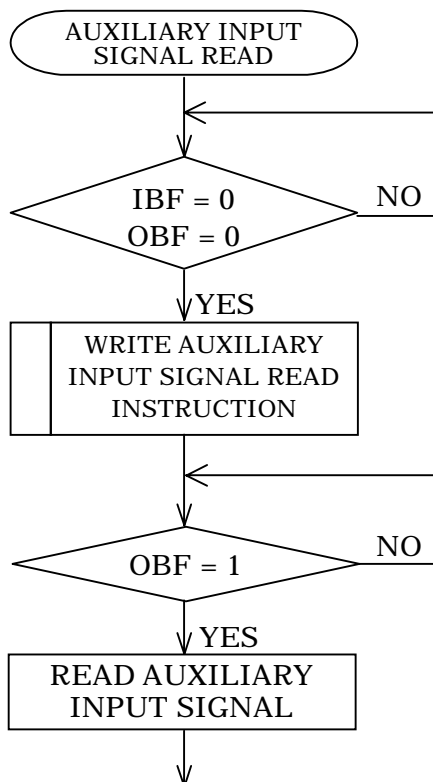 AUXILIARY INPUT
SIGNAL READ
IBF = 0
OBF = 0
NO
YES
WRITE AUXILIARY
INPUT SIGNAL READ
INSTRUCTION
OBF = 1
NO
YES
READ AUXILIARY
INPUT SIGNAL